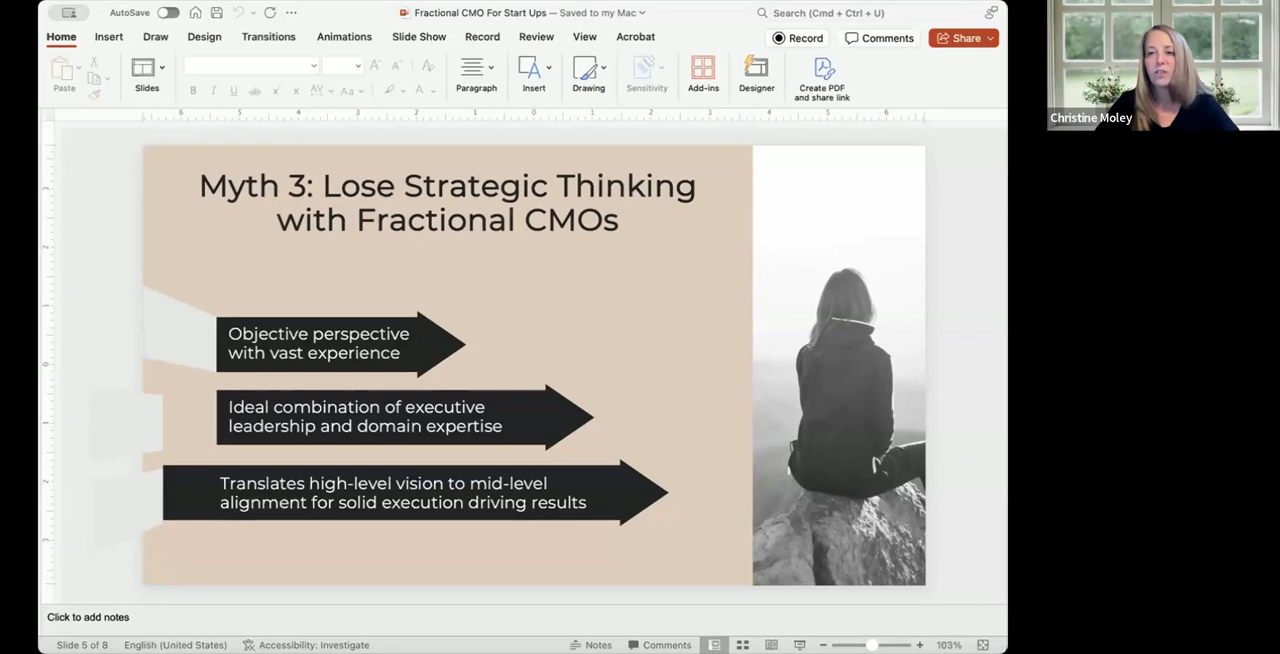 AutoSave
Fractional CMO For Start Ups — Saved to my Mac
Search (Cmd + Ctrl + U)
Home
Insert
Draw
Design
Transitions
Animations
Slide Show
Record
Review
View
Acrobat
Record
Comments
Share
Paste
Slides
Paragraph
Insert
Drawing
Sensitivity
Add-ins
Designer
Create PDF
and share link
Myth 3: Lose Strategic Thinking
with Fractional CMOs
Objective perspective
with vast experience
Ideal combination of executive
leadership and domain expertise
Translates high-level vision to mid-level
alignment for solid execution driving results
Click to add notes
Slide 5 of 8
English (United States)
Accessibility: Investigate
Notes
Comments
103%
Christine Moley